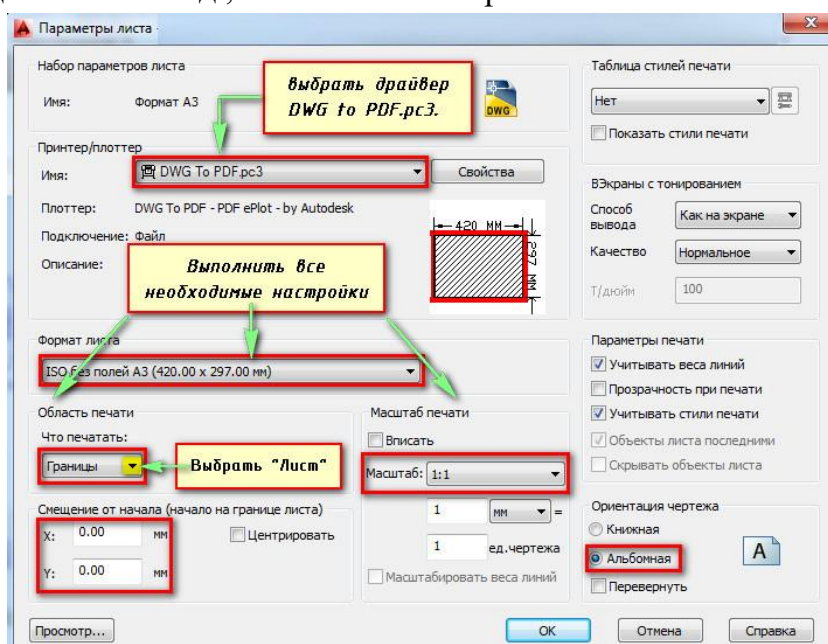 Параметры листа -
Набор параметров листа
Имя: Формат А3
выбрать драйвер
DWG to PDF.pc3.
DWG
Принтер/плоттер
Имя: DWG To PDF.pc3 Свойства
Плоттер: DWG To PDF - PDF ePlot - by Autodesk
Подключение: Файл
Описание:
Выполнить все
необходимые настройки
420 MM
297 MM
Формат листа
ISO без полей A3 (420.00 x 297.00 мм)
Область печати
Что печатать:
Границы
Выбрать "Лист"
Смещение от начала (начало на границе листа)
X: 0.00 мм Центрировать
Y: 0.00 мм
Масштаб печати
Вписать
Масштаб: 1:1
1 мм =
1 ед.чертежа
Масштабировать веса линий
Таблица стилей печати
Нет
Показать стили печати
ВЭкраны с тонированием
Способ
вывода Как на экране
Качество Нормальное
Т/дюйм 100
Параметры печати
Учитывать веса линий
Прозрачность при печати
Учитывать стили печати
Объекты листа последними
Скрывать объекты листа
Ориентация чертежа
Книжная
Альбомная
A
Перевернуть
Просмотр... ОК Отмена Справка